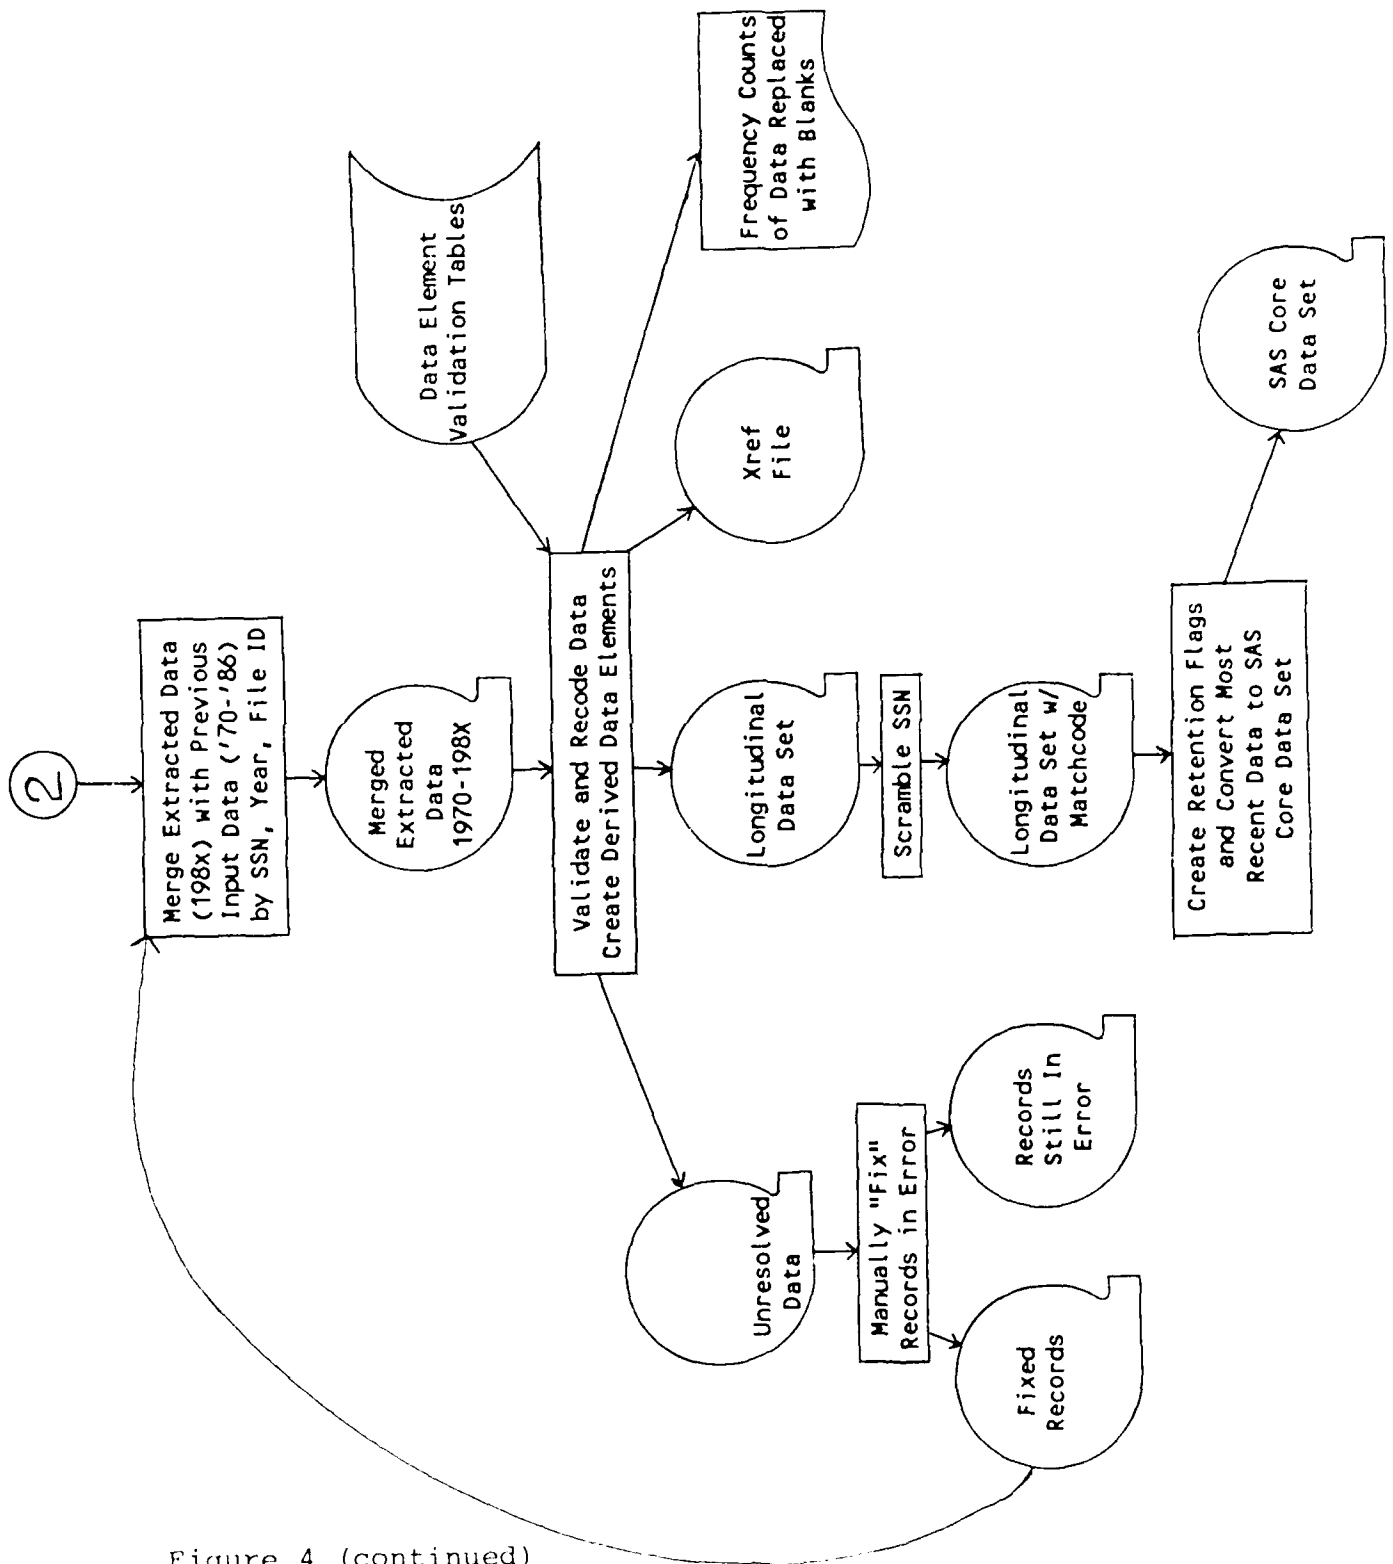 2
Merge Extracted Data
(198x) with Previous
Input Data ('70-'86)
by SSN, Year, File ID
Merged
Extracted
Data
1970-198X
Data Element
Validation Tables
Validate and Recode Data
Create Derived Data Elements
Frequency Counts
of Data Replaced
with Blanks
Xref
File
Longitudinal
Data Set
Scramble SSN
Longitudinal
Data Set w/
Matchcode
Create Retention Flags
and Convert Most
Recent Data to SAS
Core Data Set
SAS Core
Data Set
Unresolved
Data
Manually "Fix"
Records in Error
Records
Still In
Error
Fixed
Records
Figure 4 (continued)